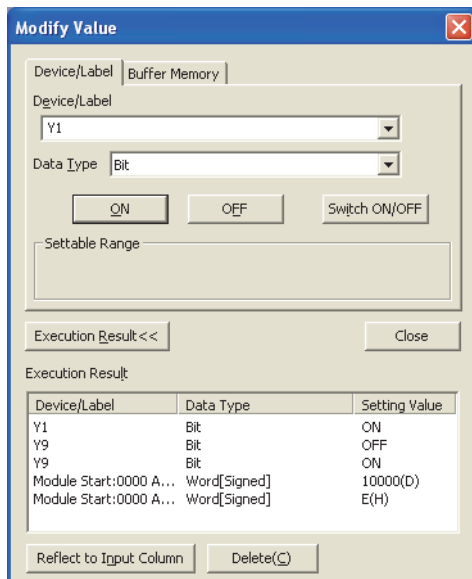 Modify Value
Device/Label Buffer Memory
Device/Label
Y1
Data Type Bit
ON OFF Switch ON/OFF
Settable Range
Execution Result<< Close
Execution Result
Device/Label Data Type Setting Value
Y1 Bit ON
Y9 Bit OFF
Y9 Bit ON
Module Start:0000 A... Word[Signed] 10000(D)
Module Start:0000 A... Word[Signed] E(H)
Reflect to Input Column Delete(C)